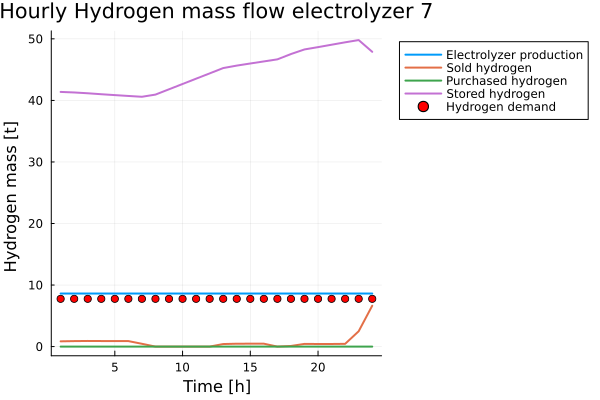 Hourly Hydrogen mass flow electrolyzer 7
Hydrogen mass [t]
50
40
30
20
10
0
5
10
15
20
Time [h]
Electrolyzer production
Sold hydrogen
Purchased hydrogen
Stored hydrogen
Hydrogen demand